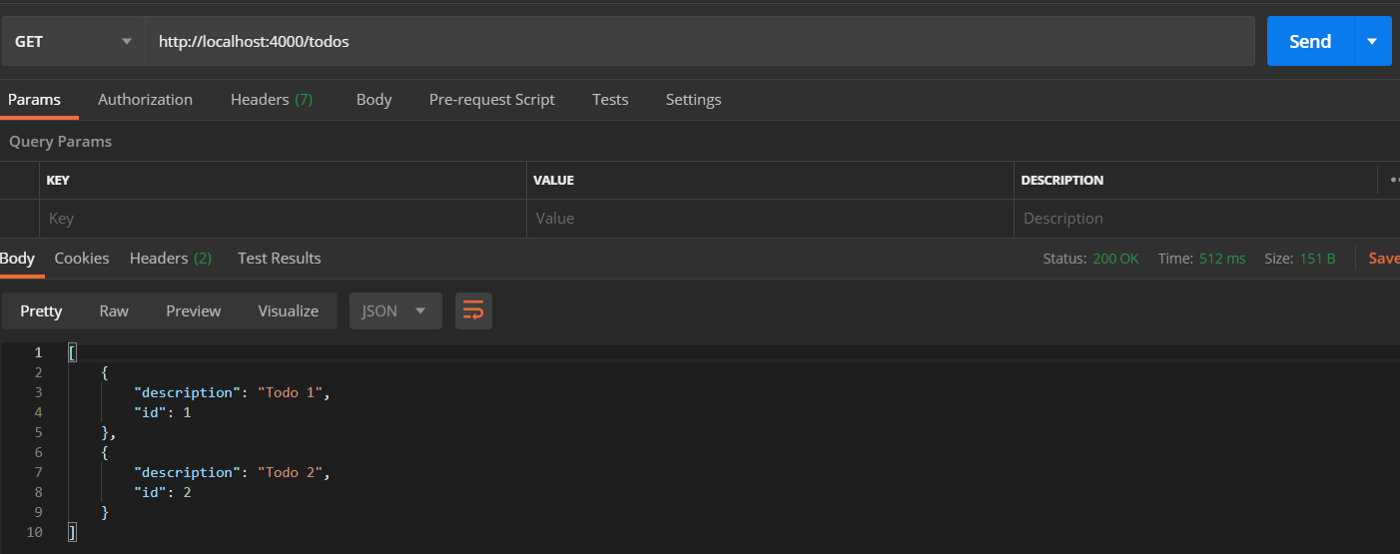 GET http://localhost:4000/todos Send
Params Authorization Headers (7) Body Pre-request Script Tests Settings
Query Params
KEY VALUE DESCRIPTION
Key Value Description
Body Cookies Headers (2) Test Results Status: 200 OK Time: 512 ms Size: 151 B Save
Pretty Raw Preview Visualize JSON
1 [
2 {
3 "description": "Todo 1",
4 "id": 1
5 },
6 {
7 "description": "Todo 2",
8 "id": 2
9 }
10 ]